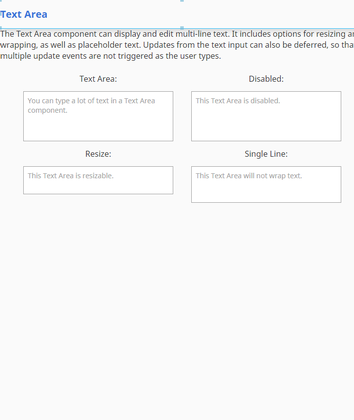 Text Area
The Text Area component can display and edit multi-line text. It includes options for resizing
wrapping, as well as placeholder text. Updates from the text input can also be deferred, so
multiple update events are not triggered as the user types.
Text Area:
Disabled:
You can type a lot of text in a Text Area
component.
This Text Area is disabled.
Resize:
Single Line:
This Text Area is resizable.
This Text Area will not wrap text.